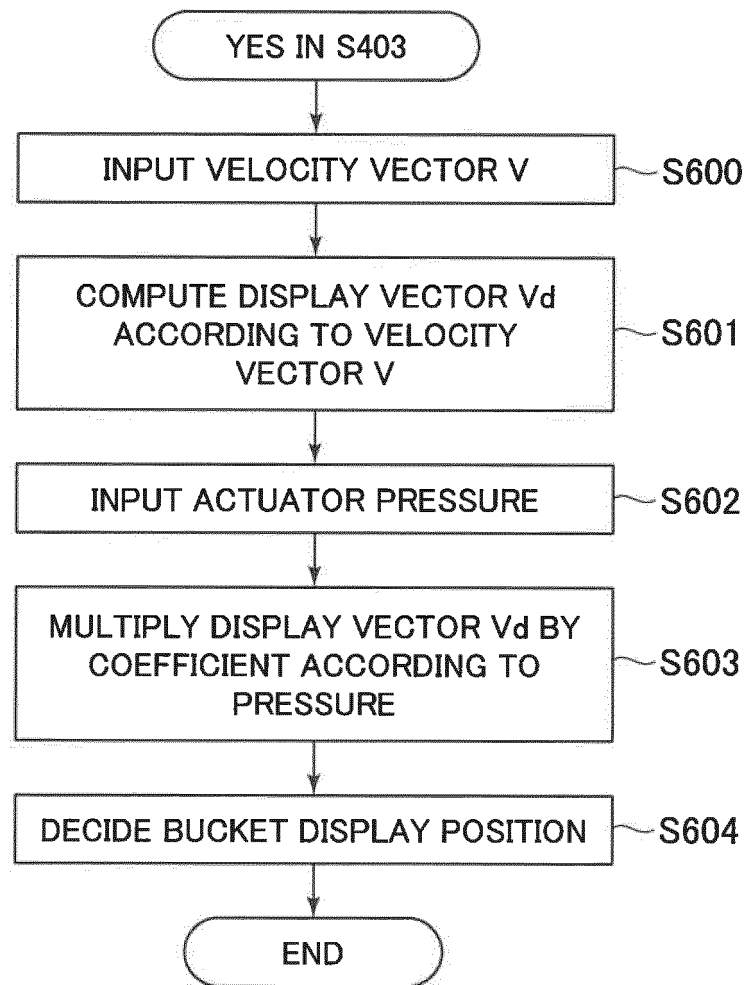 YES IN S403
INPUT VELOCITY VECTOR V
S600
COMPUTE DISPLAY VECTOR Vd
ACCORDING TO VELOCITY
VECTOR V
S601
INPUT ACTUATOR PRESSURE
S602
MULTIPLY DISPLAY VECTOR Vd BY
COEFFICIENT ACCORDING TO
PRESSURE
S603
DECIDE BUCKET DISPLAY POSITION
S604
END